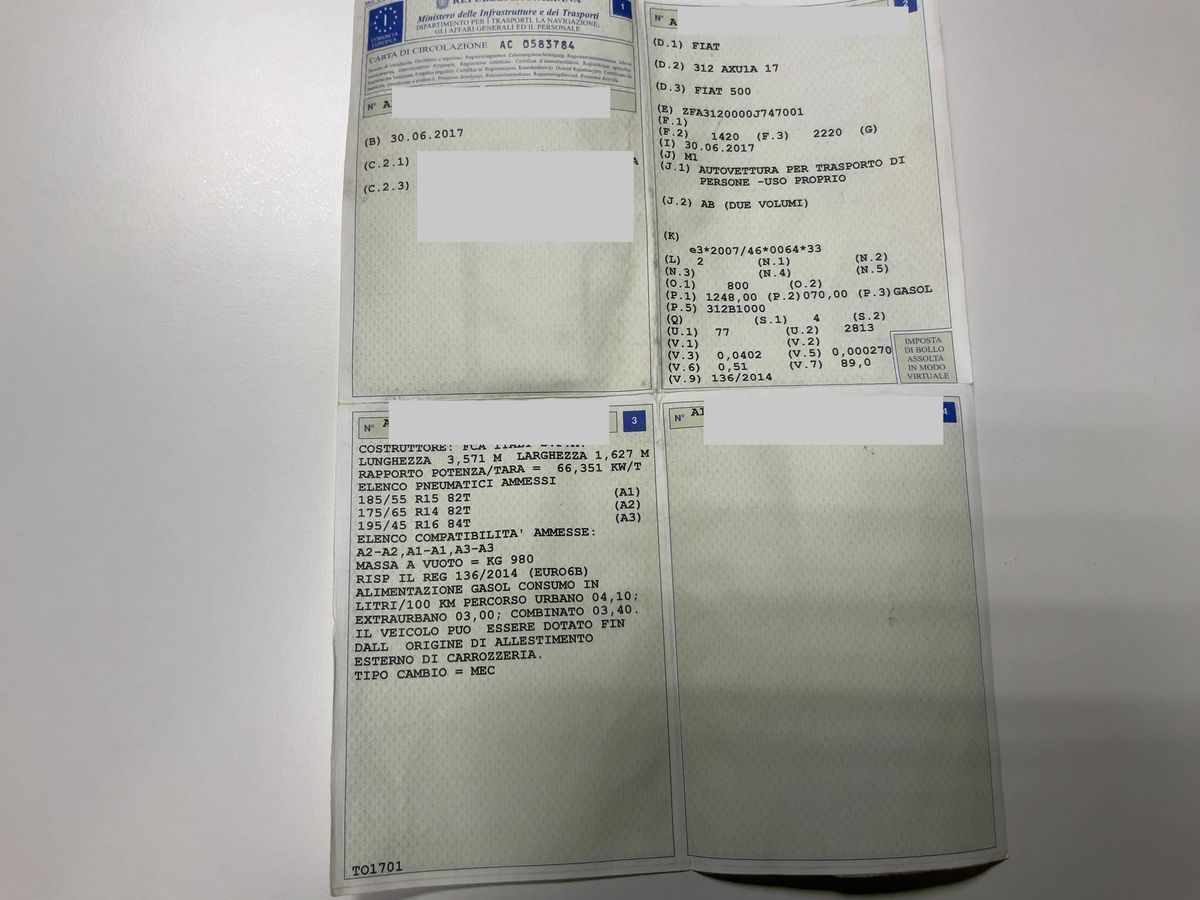 REPUBBLICA ITALIANA
1
Ministero delle Infrastrutture e dei Trasporti
DIPARTIMENTO PER I TRASPORTI, LA NAVIGAZIONE,
GLI AFFARI GENERALI ED IL PERSONALE
I
CARTA DI CIRCOLAZIONE AC 0583784
N° A
(B) 30.06.2017
(C.2.1) A
(C.2.3)
2
N° A
(D.1) FIAT
(D.2) 312 AXU1A 17
(D.3) FIAT 500
(E) ZFA3120000J747001
(F.1)
(F.2) 1420 (F.3) 2220 (G)
(I) 30.06.2017
(J) M1
(J.1) AUTOVETTURA PER TRASPORTO DI
PERSONE -USO PROPRIO
(J.2) AB (DUE VOLUMI)
(K)
e3*2007/46*0064*33
(L) 2 (N.1) (N.2)
(N.3) (N.4) (N.5)
(O.1) 800 (O.2)
(P.1) 1248,00 (P.2)070,00 (P.3)GASOL
(P.5) 312B1000
(Q) (S.1) 4 (S.2)
(U.1) 77 (U.2) 2813
(V.1) (V.2)
(V.3) 0,0402 (V.5) 0,000270
(V.6) 0,51 (V.7) 89,0
(V.9) 136/2014
IMPOSTA
DI BOLLO
ASSOLTA
IN MODO
VIRTUALE
N° A
3
COSTRUTTORE: FCA ITALY
LUNGHEZZA 3,571 M LARGHEZZA 1,627 M
RAPPORTO POTENZA/TARA = 66,351 KW/T
ELENCO PNEUMATICI AMMESSI
185/55 R15 82T (A1)
175/65 R14 82T (A2)
195/45 R16 84T (A3)
ELENCO COMPATIBILITA' AMMESSE:
A2-A2,A1-A1,A3-A3
MASSA A VUOTO = KG 980
RISP IL REG 136/2014 (EURO6B)
ALIMENTAZIONE GASOL CONSUMO IN
LITRI/100 KM PERCORSO URBANO 04,10;
EXTRAURBANO 03,00; COMBINATO 03,40.
IL VEICOLO PUO ESSERE DOTATO FIN
DALL ORIGINE DI ALLESTIMENTO
ESTERNO DI CARROZZERIA.
TIPO CAMBIO = MEC
TO1701
N° A
4